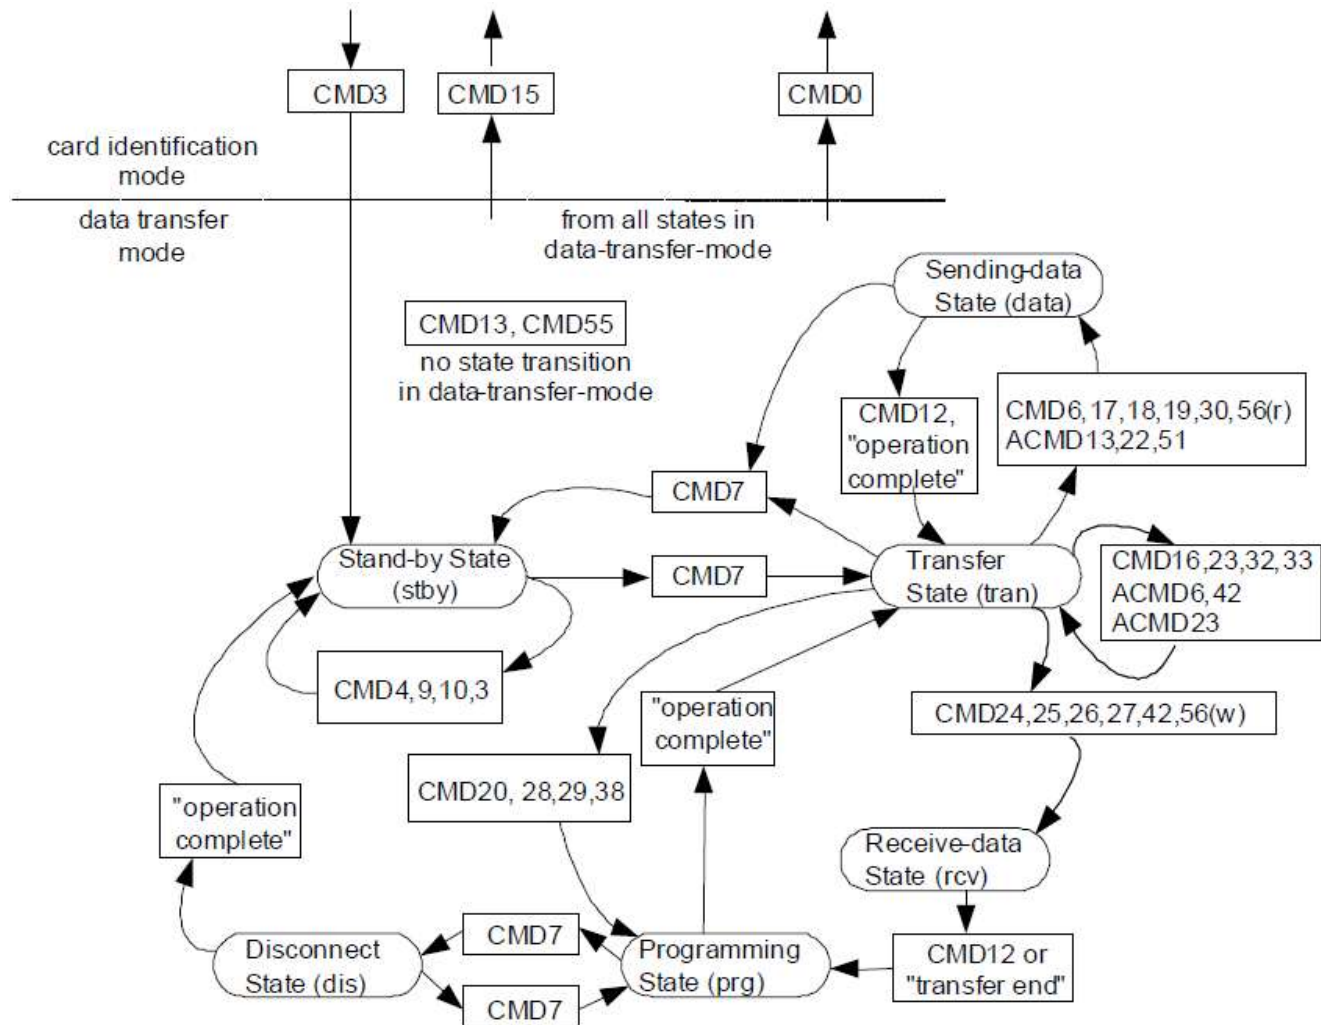 CMD3
CMD15
CMD0
card identification
mode
data transfer
mode
from all states in
data-transfer-mode
Sending-data
State (data)
CMD13, CMD55
no state transition
in data-transfer-mode
CMD12,
"operation
complete"
CMD6,17,18,19,30,56(r)
ACMD13,22,51
CMD7
Stand-by State
(stby)
CMD7
Transfer
State (tran)
CMD16,23,32,33
ACMD6,42
ACMD23
CMD4,9,10,3
"operation
complete"
CMD24,25,26,27,42,56(w)
CMD20, 28,29,38
"operation
complete"
Receive-data
State (rcv)
CMD7
Disconnect
State (dis)
Programming
State (prg)
CMD12 or
"transfer end"
CMD7